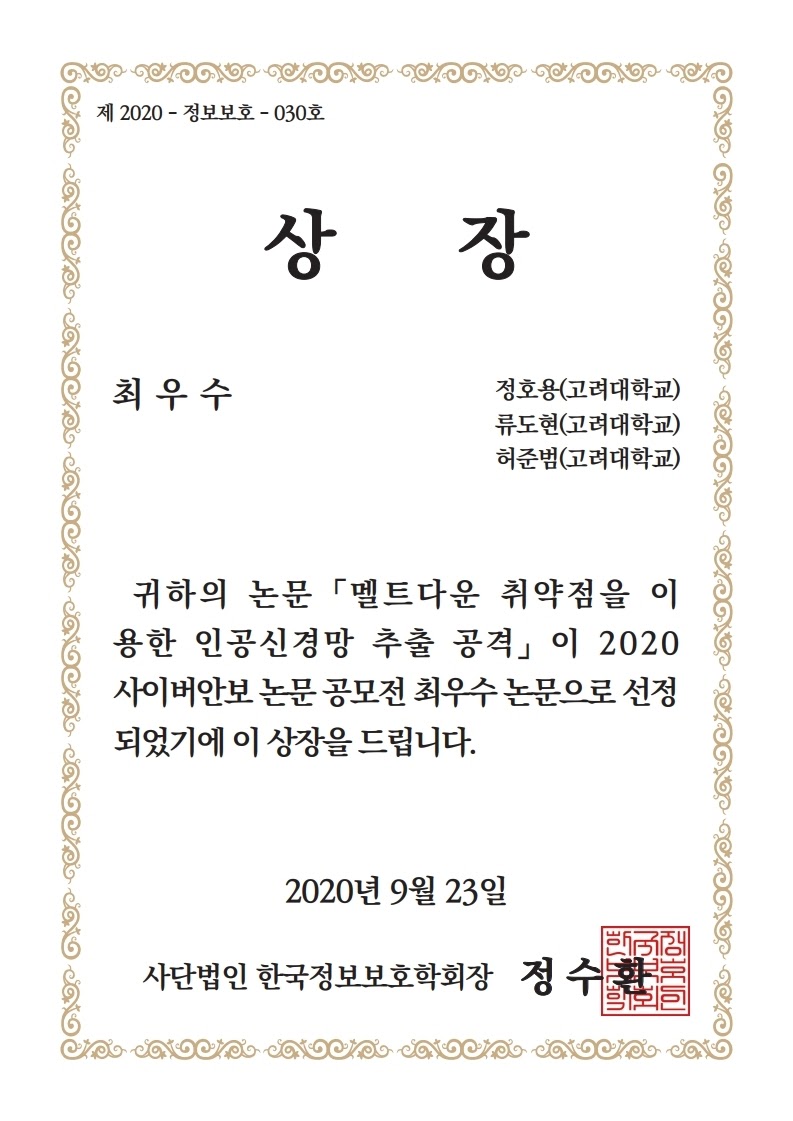 제 2020 - 정보보호 - 030호
상 장
최 우 수
정호용(고려대학교)
류도현(고려대학교)
허준범(고려대학교)
귀하의 논문 「멜트다운 취약점을 이
용한 인공신경망 추출 공격」이 2020
사이버안보 논문 공모전 최우수 논문으로 선정
되었기에 이 상장을 드립니다.
2020년 9월 23일
사단법인 한국정보보호학회장 정 수 환